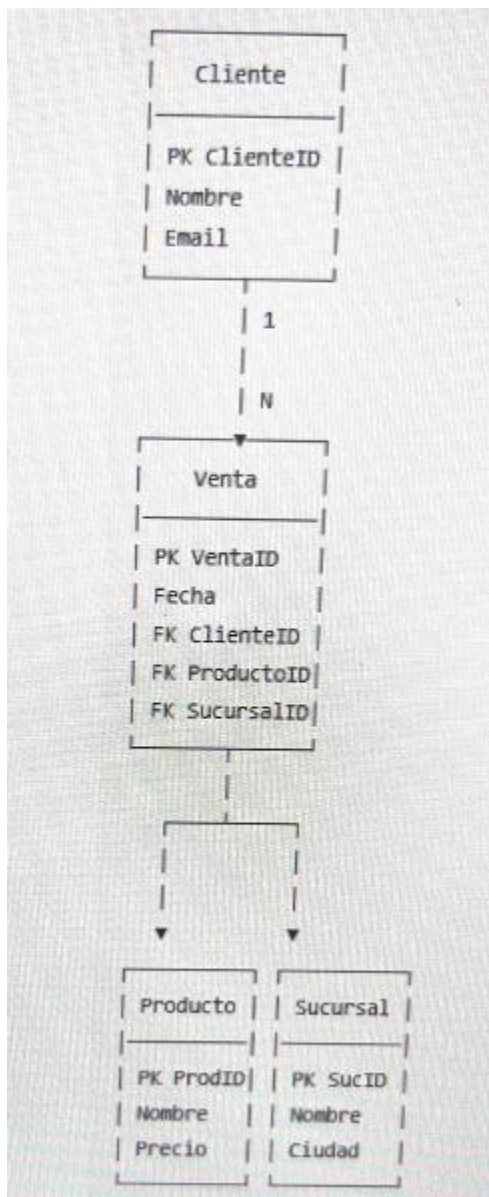 Cliente
PK ClienteID
Nombre
Email
1
N
Venta
PK VentaID
Fecha
FK ClienteID
FK ProductoID
FK SucursalID
Producto
Sucursal
PK ProdID
PK SucID
Nombre
Nombre
Precio
Ciudad